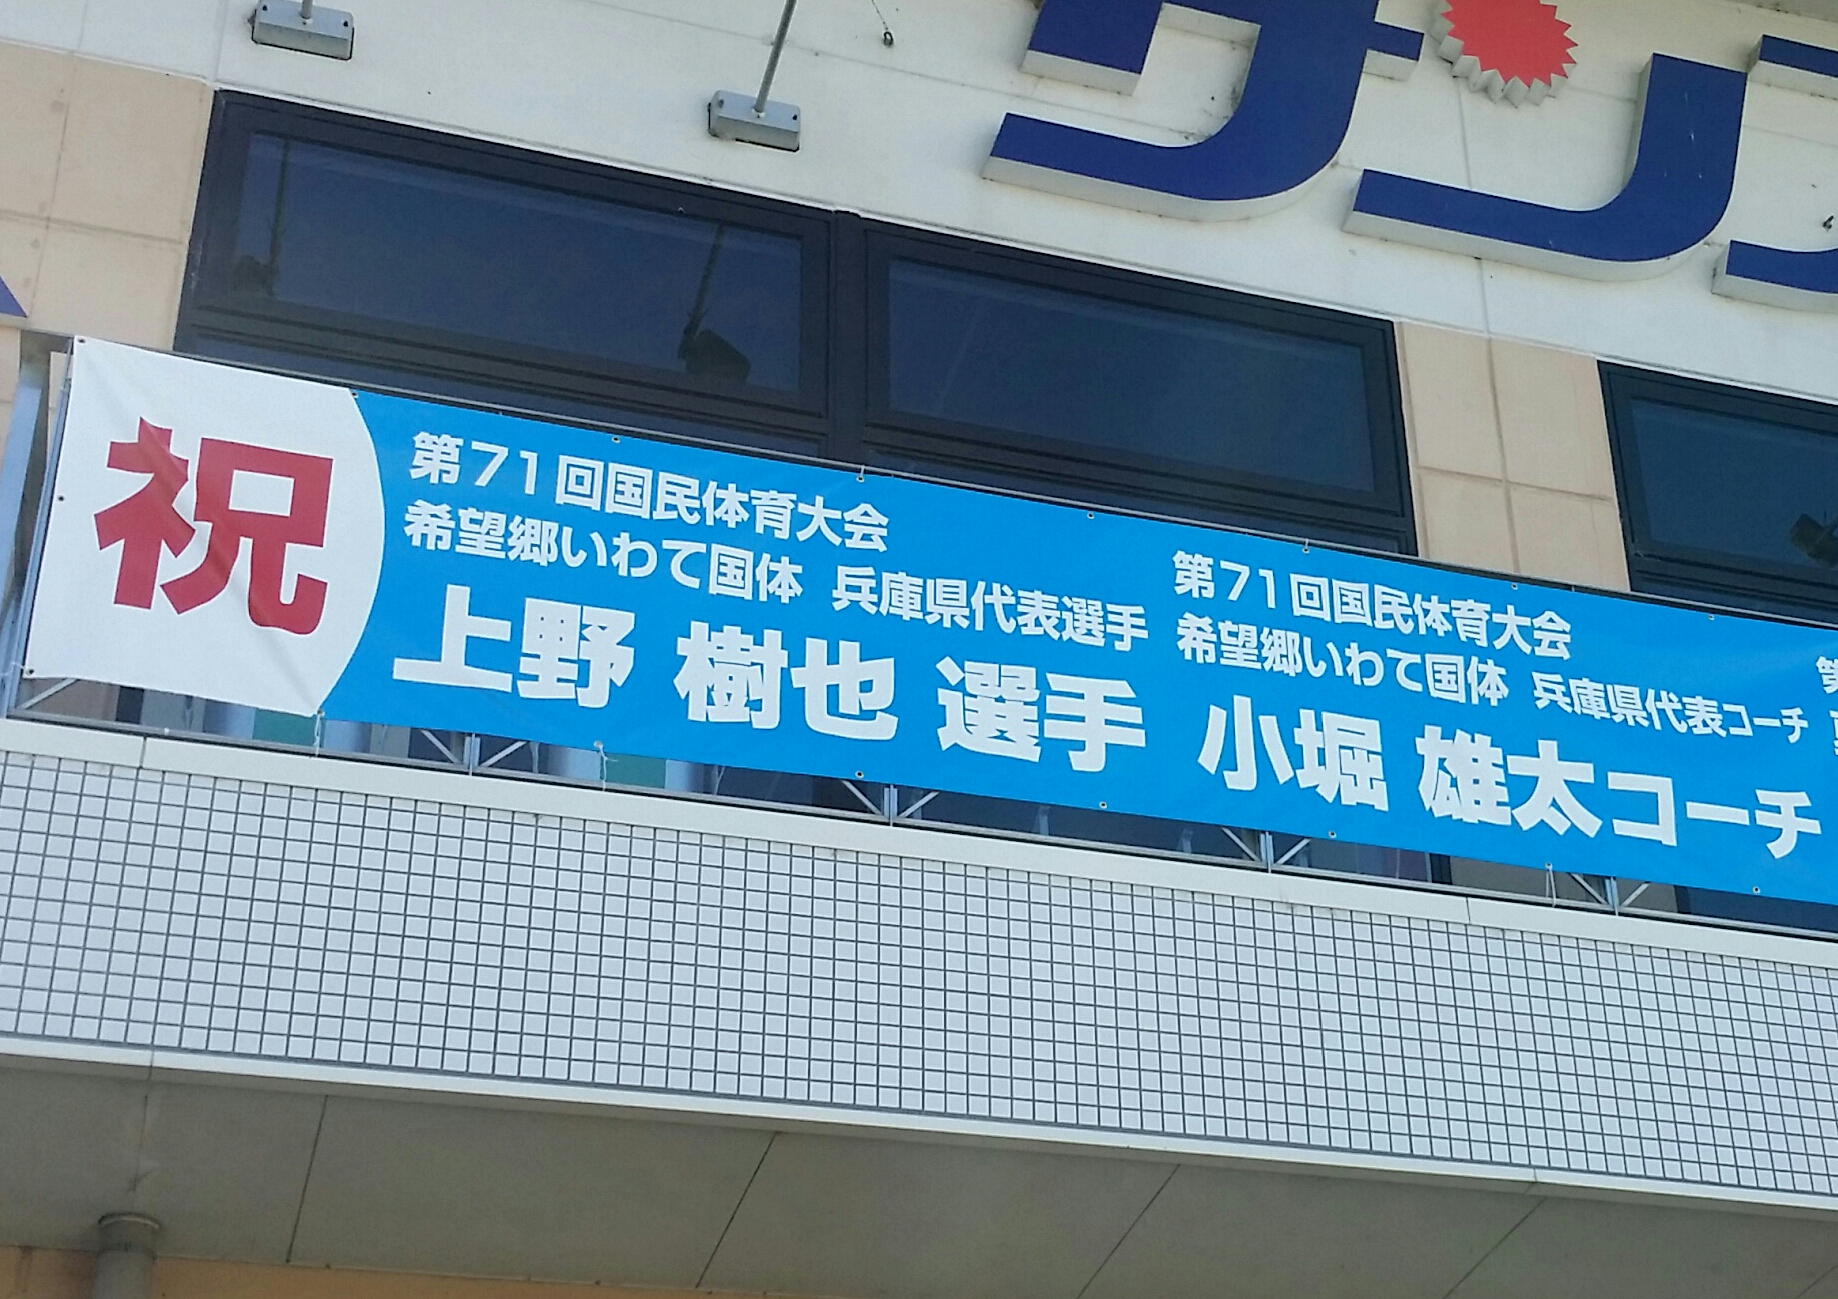 サン
祝
第71回国民体育大会
希望郷いわて国体 兵庫県代表選手
上野 樹也 選手
第71回国民体育大会
希望郷いわて国体 兵庫県代表コーチ
小堀 雄太コーチ